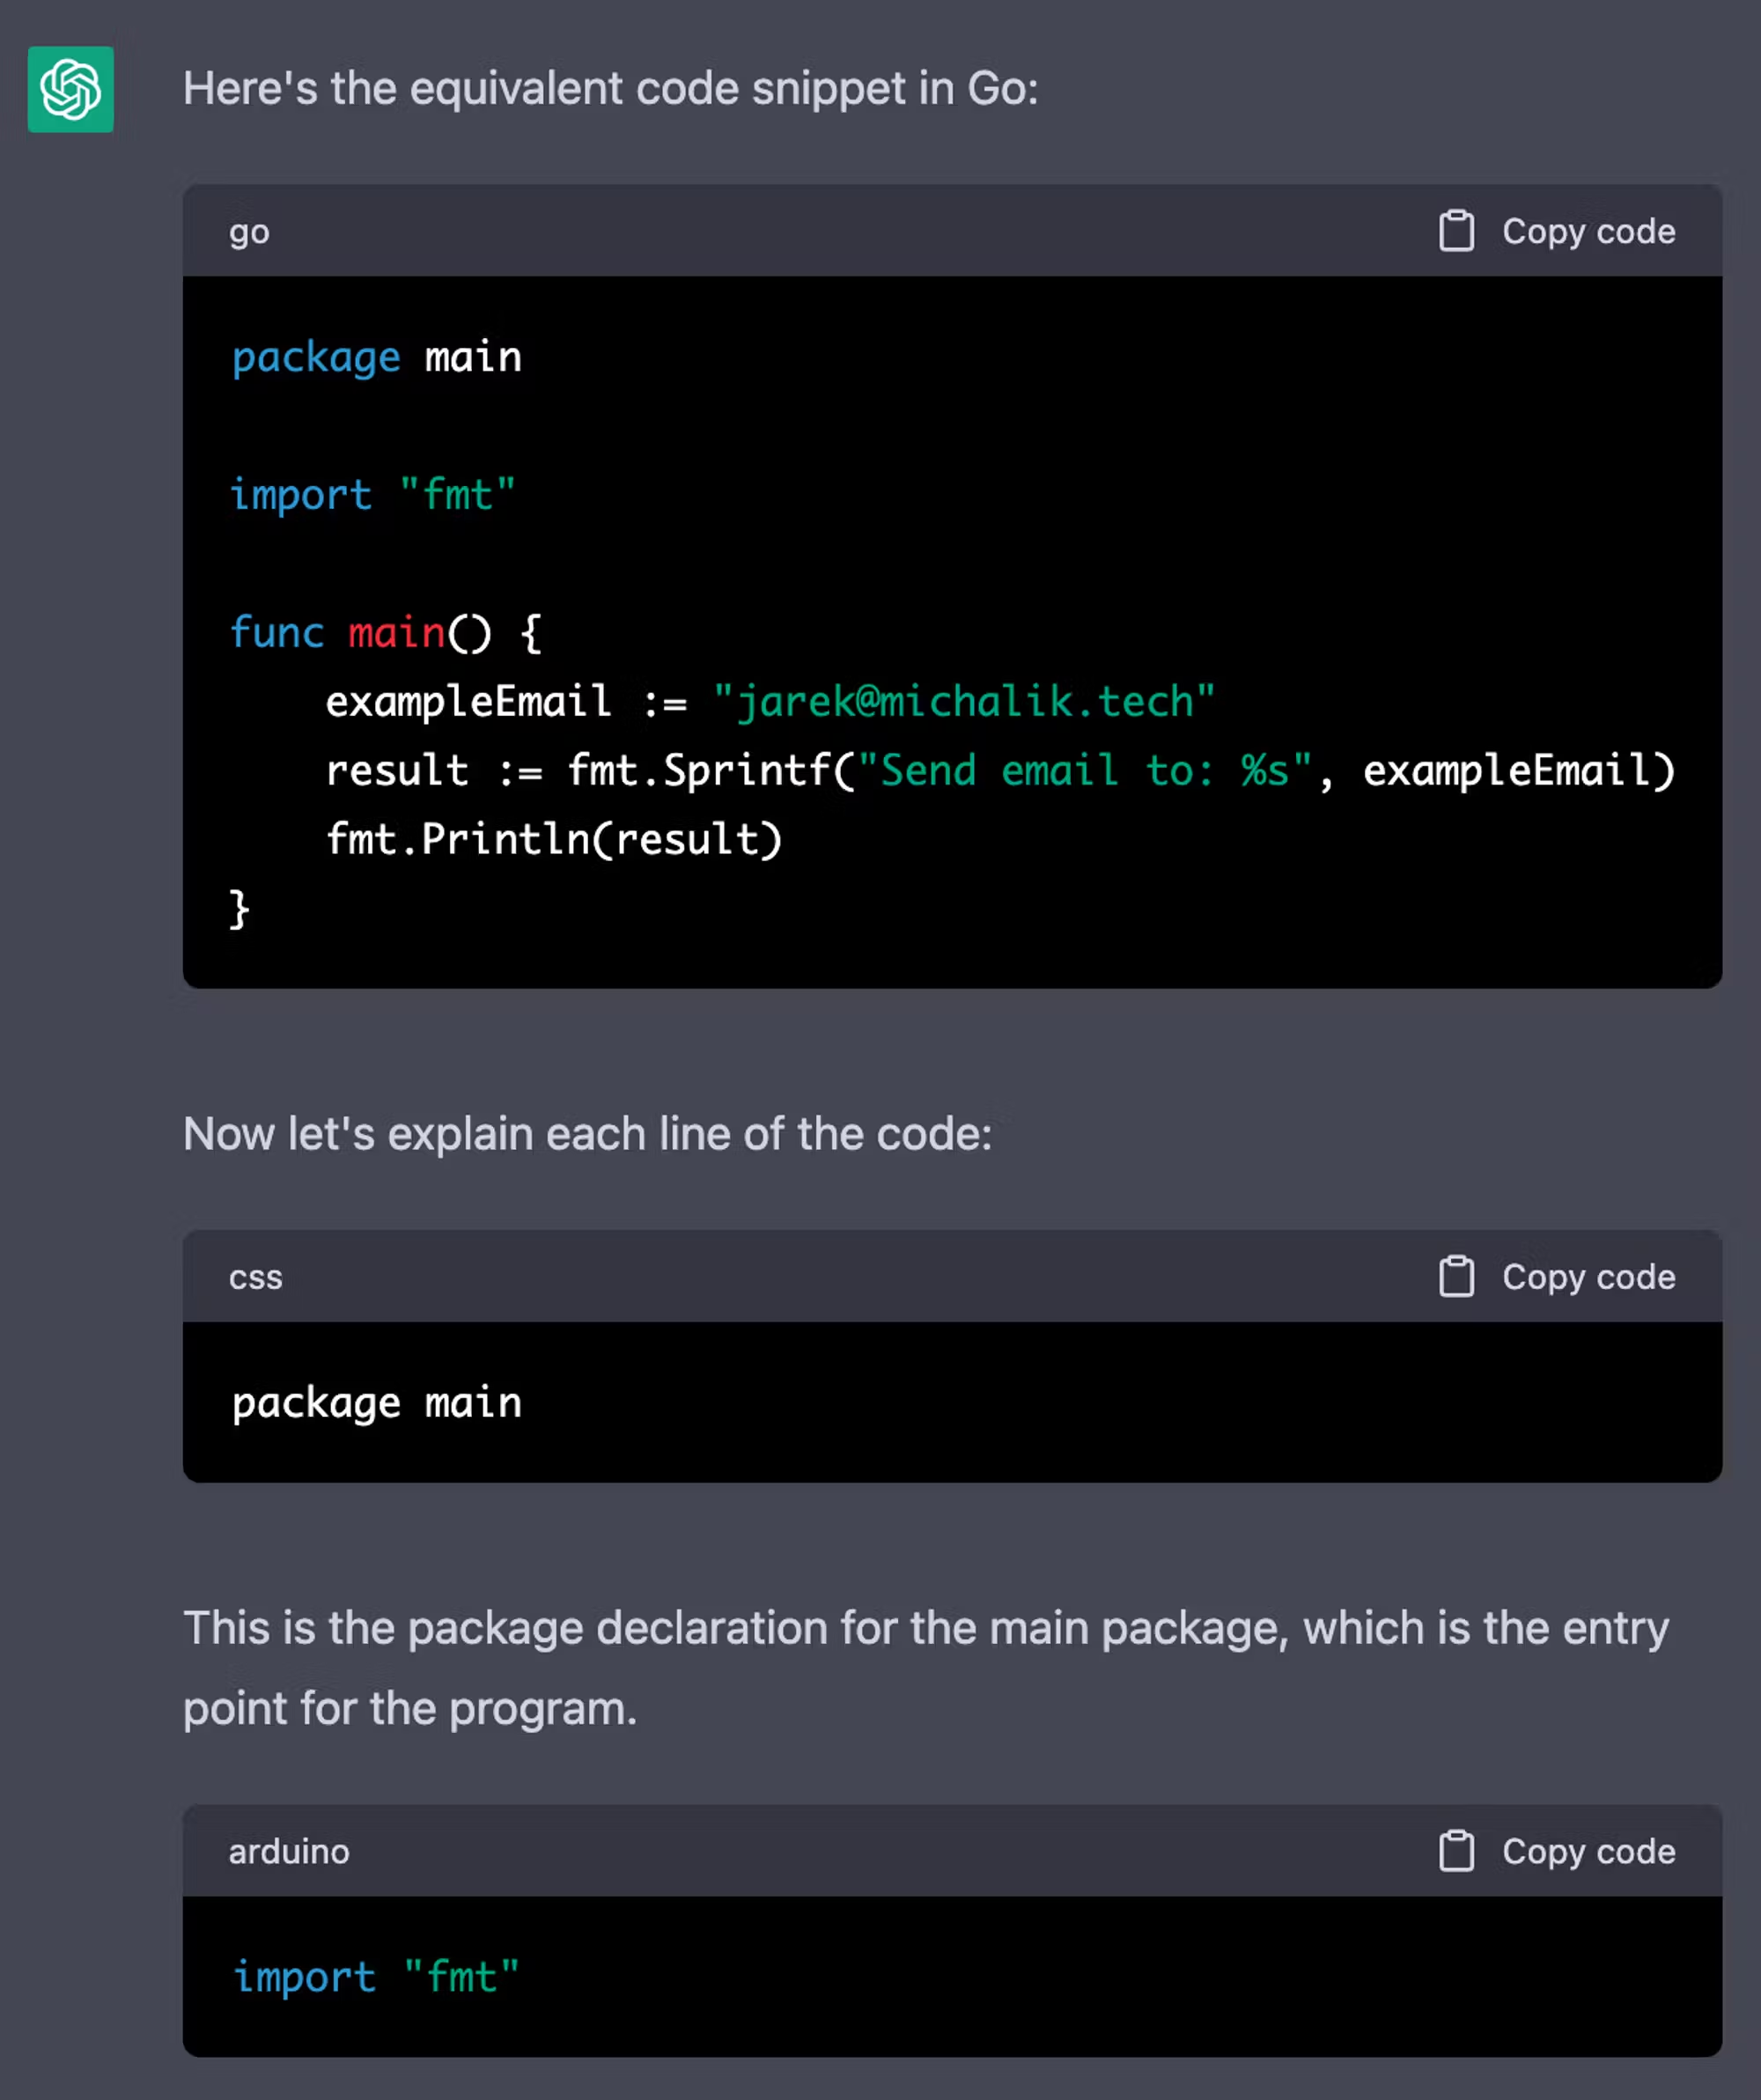 Here's the equivalent code snippet in Go:
go Copy code
package main
import "fmt"
func main() {
    exampleEmail := "jarek@michalik.tech"
    result := fmt.Sprintf("Send email to: %s", exampleEmail)
    fmt.Println(result)
}
Now let's explain each line of the code:
css Copy code
package main
This is the package declaration for the main package, which is the entry
point for the program.
arduino Copy code
import "fmt"